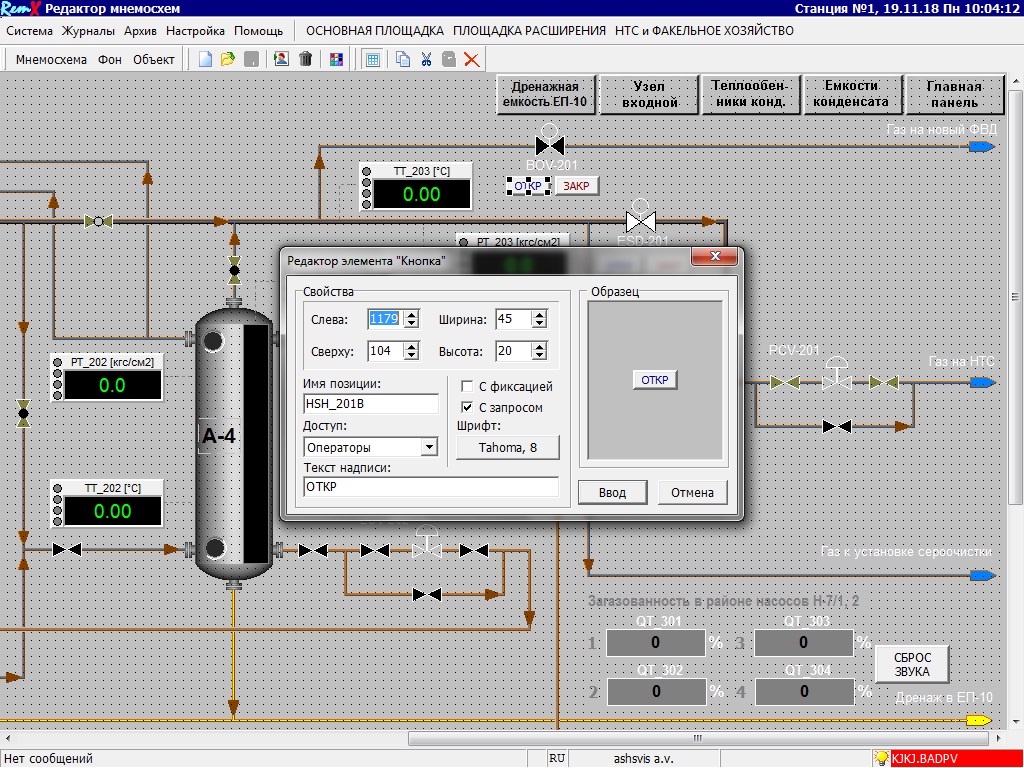 RemX Редактор мнемосхем
Станция №1, 19.11.18 Пн 10:04:12
Система Журналы Архив Настройка Помощь ОСНОВНАЯ ПЛОЩАДКА ПЛОЩАДКА РАСШИРЕНИЯ НТС и ФАКЕЛЬНОЕ ХОЗЯЙСТВО
Мнемосхема Фон Объект
Дренажная
емкость ЕП-10
Узел
входной
Теплообен-
ники конд.
Емкости
конденсата
Главная
панель
Газ на новый ФВД
BOV-201
ОТКР ЗАКР
TT_203 [°C]
0.00
PT_203 [кгс/см2]
0.0
ESD-201
Редактор элемента "Кнопка"
Свойства
Слева: 1179 Ширина: 45
Сверху: 104 Высота: 20
Имя позиции:
HSH_201B
С фиксацией
С запросом
Доступ:
Операторы
Шрифт:
Tahoma, 8
Текст надписи:
ОТКР
Образец
ОТКР
Ввод Отмена
PT_202 [кгс/см2]
0.0
А-4
TT_202 [°C]
0.00
PCV-201
Газ на НТС
Газ к установке сероочистки
Загазованность в районе насосов Н-7/1, 2
QT_301 QT_303
1 0 % 3 0 %
QT_302 QT_304
2 0 % 4 0 %
СБРОС
ЗВУКА
Дренаж в ЕП-10
Нет сообщений RU ashsvis a.v. KJKJ.BADPV